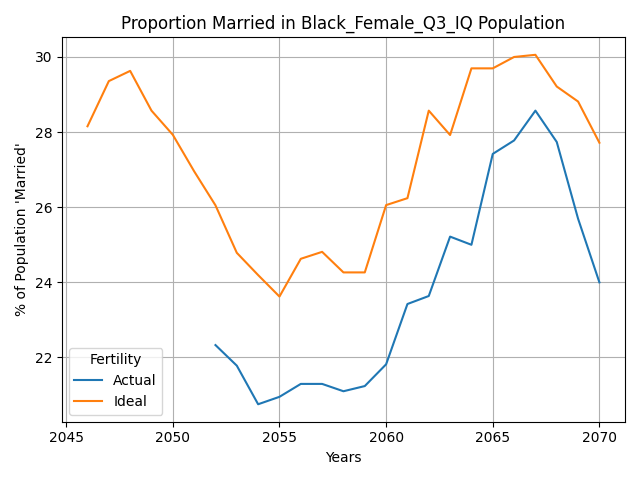 Proportion Married in Black_Female_Q3_IQ Population
% of Population 'Married'
30
28
26
24
22
Fertility
Actual
Ideal
2045 2050 2055 2060 2065 2070
Years